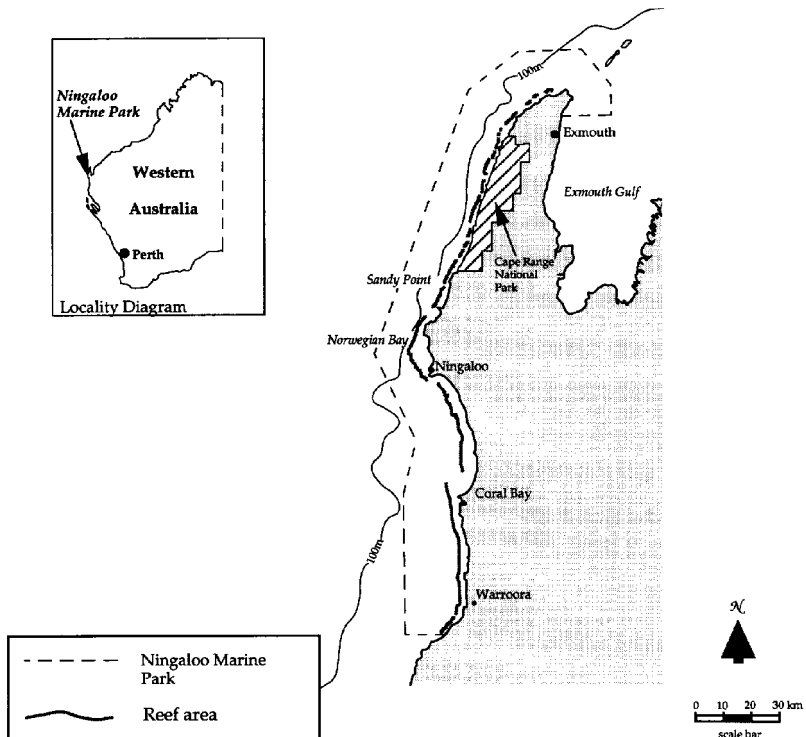 Ningaloo
Marine Park
Western
Australia
Perth
Locality Diagram
100m
Exmouth
Exmouth Gulf
Cape Range
National
Park
Sandy Point
Norwegian Bay
Ningaloo
Coral Bay
100m
Warroora
Ningaloo Marine
Park
Reef area
N
0 10 20 30 km
scale bar